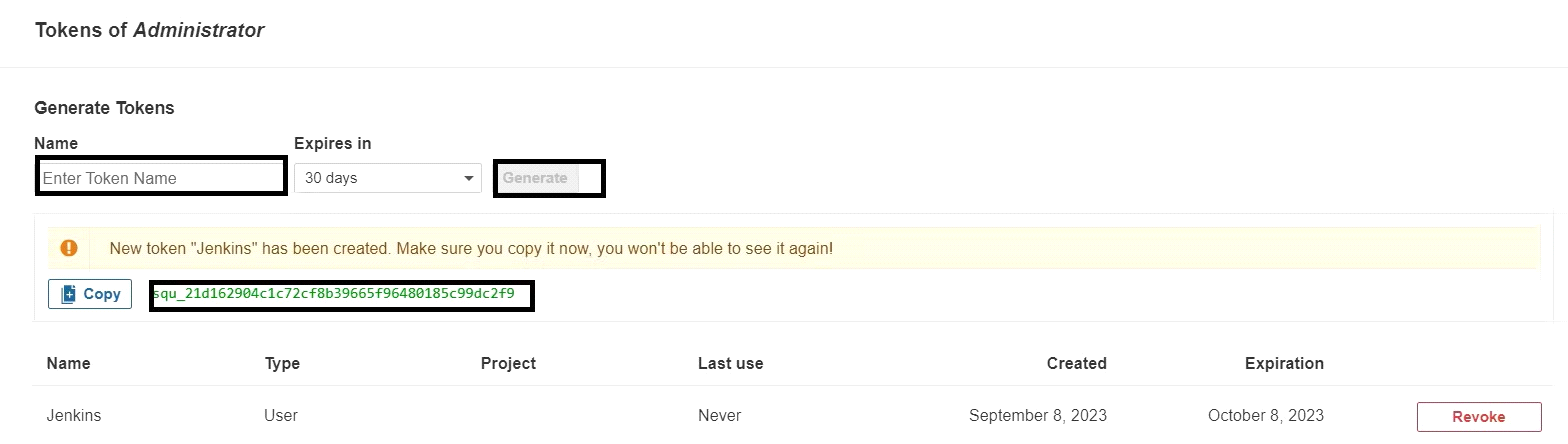 Tokens of Administrator
Generate Tokens
Name Expires in
Enter Token Name 30 days Generate
New token "Jenkins" has been created. Make sure you copy it now, you won't be able to see it again!
Copy squ_21d162904c1c72cf8b39665f96480185c99dc2f9
Name Type Project Last use Created Expiration
Jenkins User Never September 8, 2023 October 8, 2023 Revoke